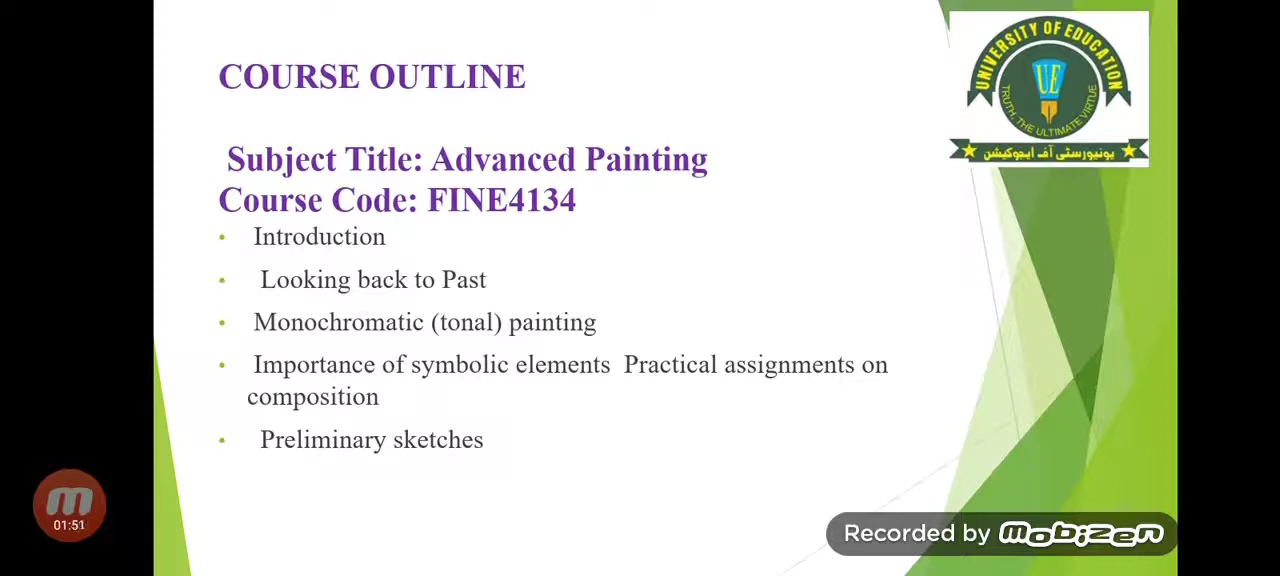 COURSE OUTLINE
UNIVERSITY OF EDUCATION
UE
TRUTH, THE ULTIMATE VIRTUE
یونیورسٹی آف ایجوکیشن
Subject Title: Advanced Painting
Course Code: FINE4134
• Introduction
• Looking back to Past
• Monochromatic (tonal) painting
• Importance of symbolic elements Practical assignments on
composition
• Preliminary sketches
01:51
Recorded by mobizen